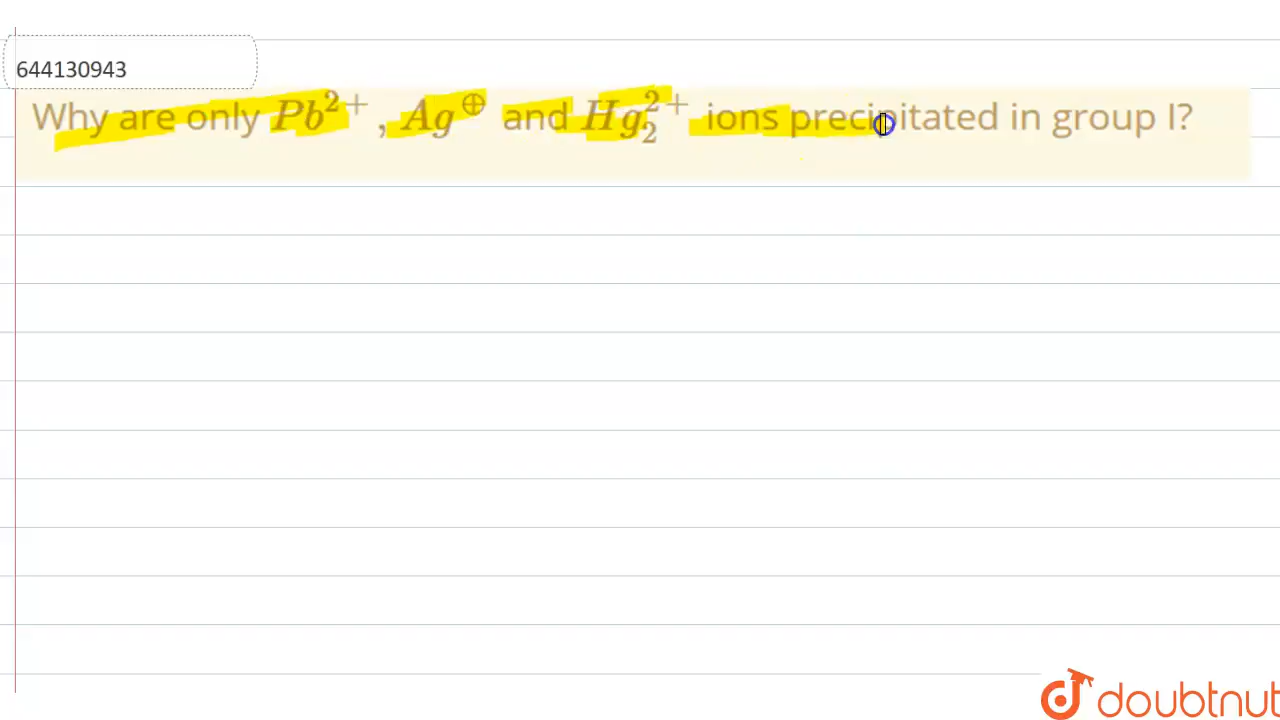 644130943
Why are only Pb²⁺, Ag⊕ and Hg₂²⁺ ions precipitated in group I?
doubtnut